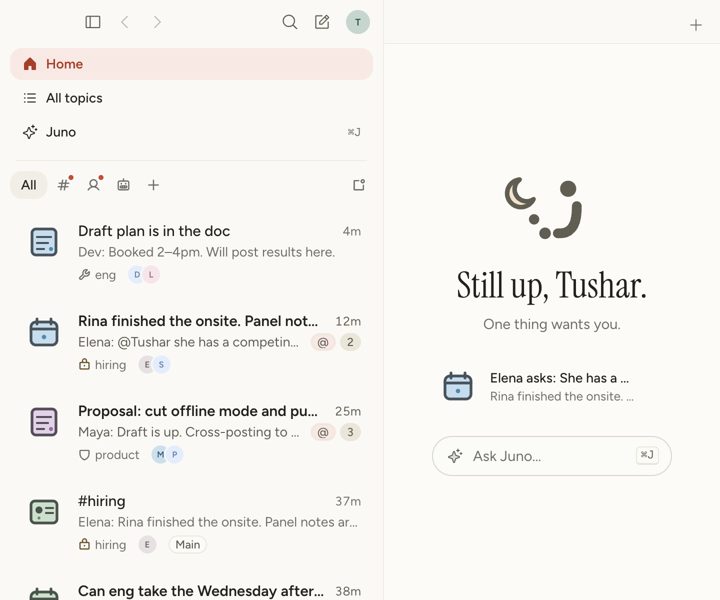 T
Home
All topics
Juno ⌘J
All
Draft plan is in the doc 4m
Dev: Booked 2–4pm. Will post results here.
eng D L
Rina finished the onsite. Panel not... 12m
Elena: @Tushar she has a competin... @ 2
hiring E S
Proposal: cut offline mode and pu... 25m
Maya: Draft is up. Cross-posting to ... @ 3
product M P
#hiring 37m
Elena: Rina finished the onsite. Panel notes ar...
hiring E Main
Can eng take the Wednesday after... 38m
Still up, Tushar.
One thing wants you.
Elena asks: She has a ...
Rina finished the onsite. ...
Ask Juno... ⌘J